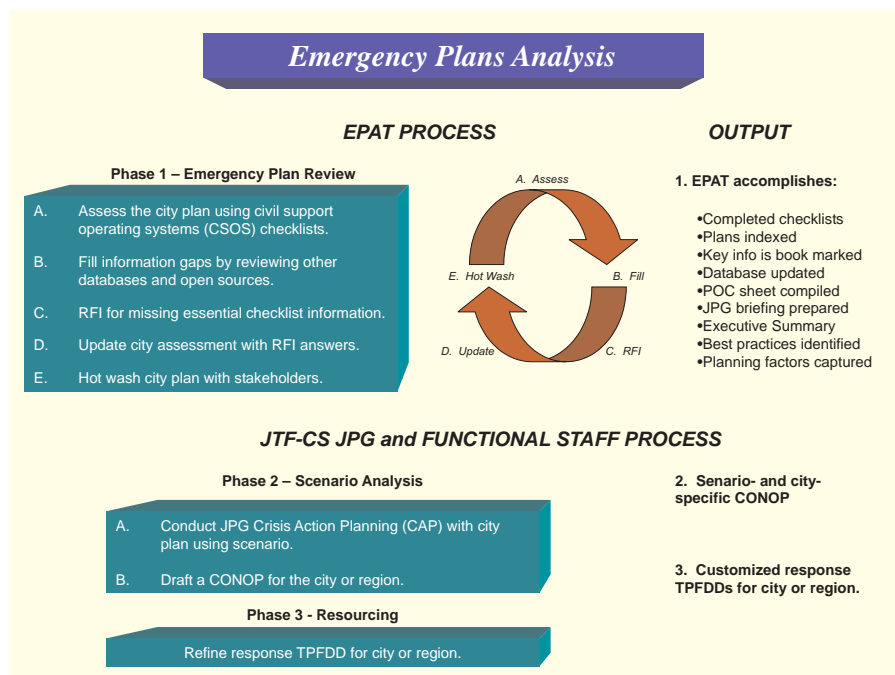 Emergency Plans Analysis
EPAT PROCESS
OUTPUT
Phase 1 – Emergency Plan Review
A. Assess the city plan using civil support
operating systems (CSOS) checklists.
B. Fill information gaps by reviewing other
databases and open sources.
C. RFI for missing essential checklist information.
D. Update city assessment with RFI answers.
E. Hot wash city plan with stakeholders.
A. Assess
B. Fill
C. RFI
D. Update
E. Hot Wash
1. EPAT accomplishes:
•Completed checklists
•Plans indexed
•Key info is book marked
•Database updated
•POC sheet compiled
•JPG briefing prepared
•Executive Summary
•Best practices identified
•Planning factors captured
JTF-CS JPG and FUNCTIONAL STAFF PROCESS
Phase 2 – Scenario Analysis
A. Conduct JPG Crisis Action Planning (CAP) with city
plan using scenario.
B. Draft a CONOP for the city or region.
2. Senario- and city-
specific CONOP
3. Customized response
TPFDDs for city or region.
Phase 3 - Resourcing
Refine response TPFDD for city or region.